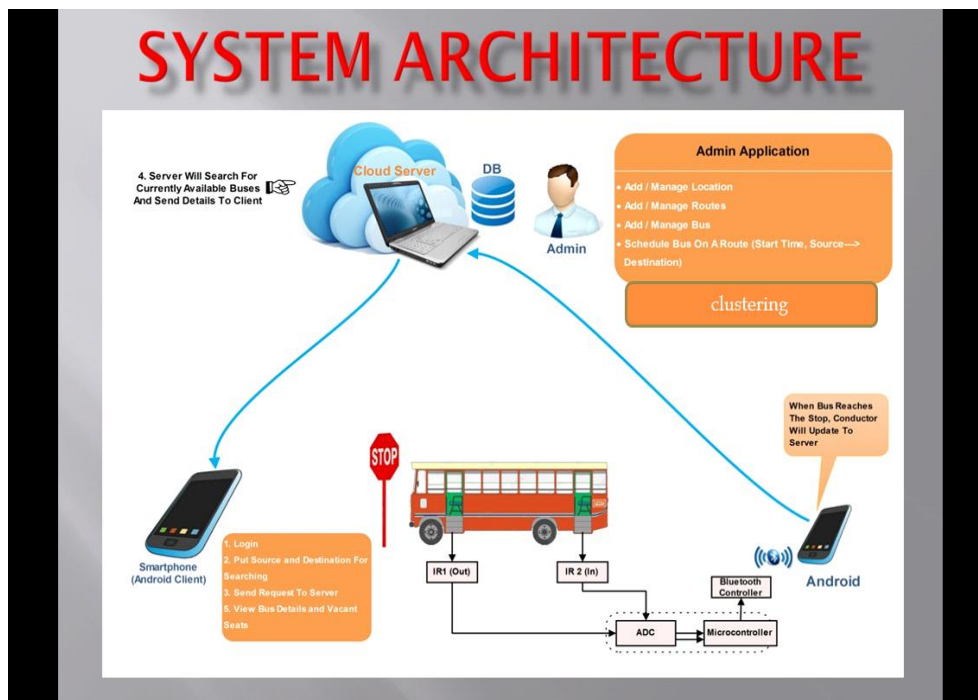 SYSTEM ARCHITECTURE
4. Server Will Search For
Currently Available Buses
And Send Details To Client
Cloud Server
DB
Admin
Admin Application
• Add / Manage Location
• Add / Manage Routes
• Add / Manage Bus
• Schedule Bus On A Route (Start Time, Source--->
Destination)
clustering
When Bus Reaches
The Stop, Conductor
Will Update To
Server
STOP
Smartphone
(Android Client)
1. Login
2. Put Source and Destination For
Searching
3. Send Request To Server
5. View Bus Details and Vacant
Seats
IR1 (Out)
IR 2 (In)
Bluetooth
Controller
Android
ADC
Microcontroller